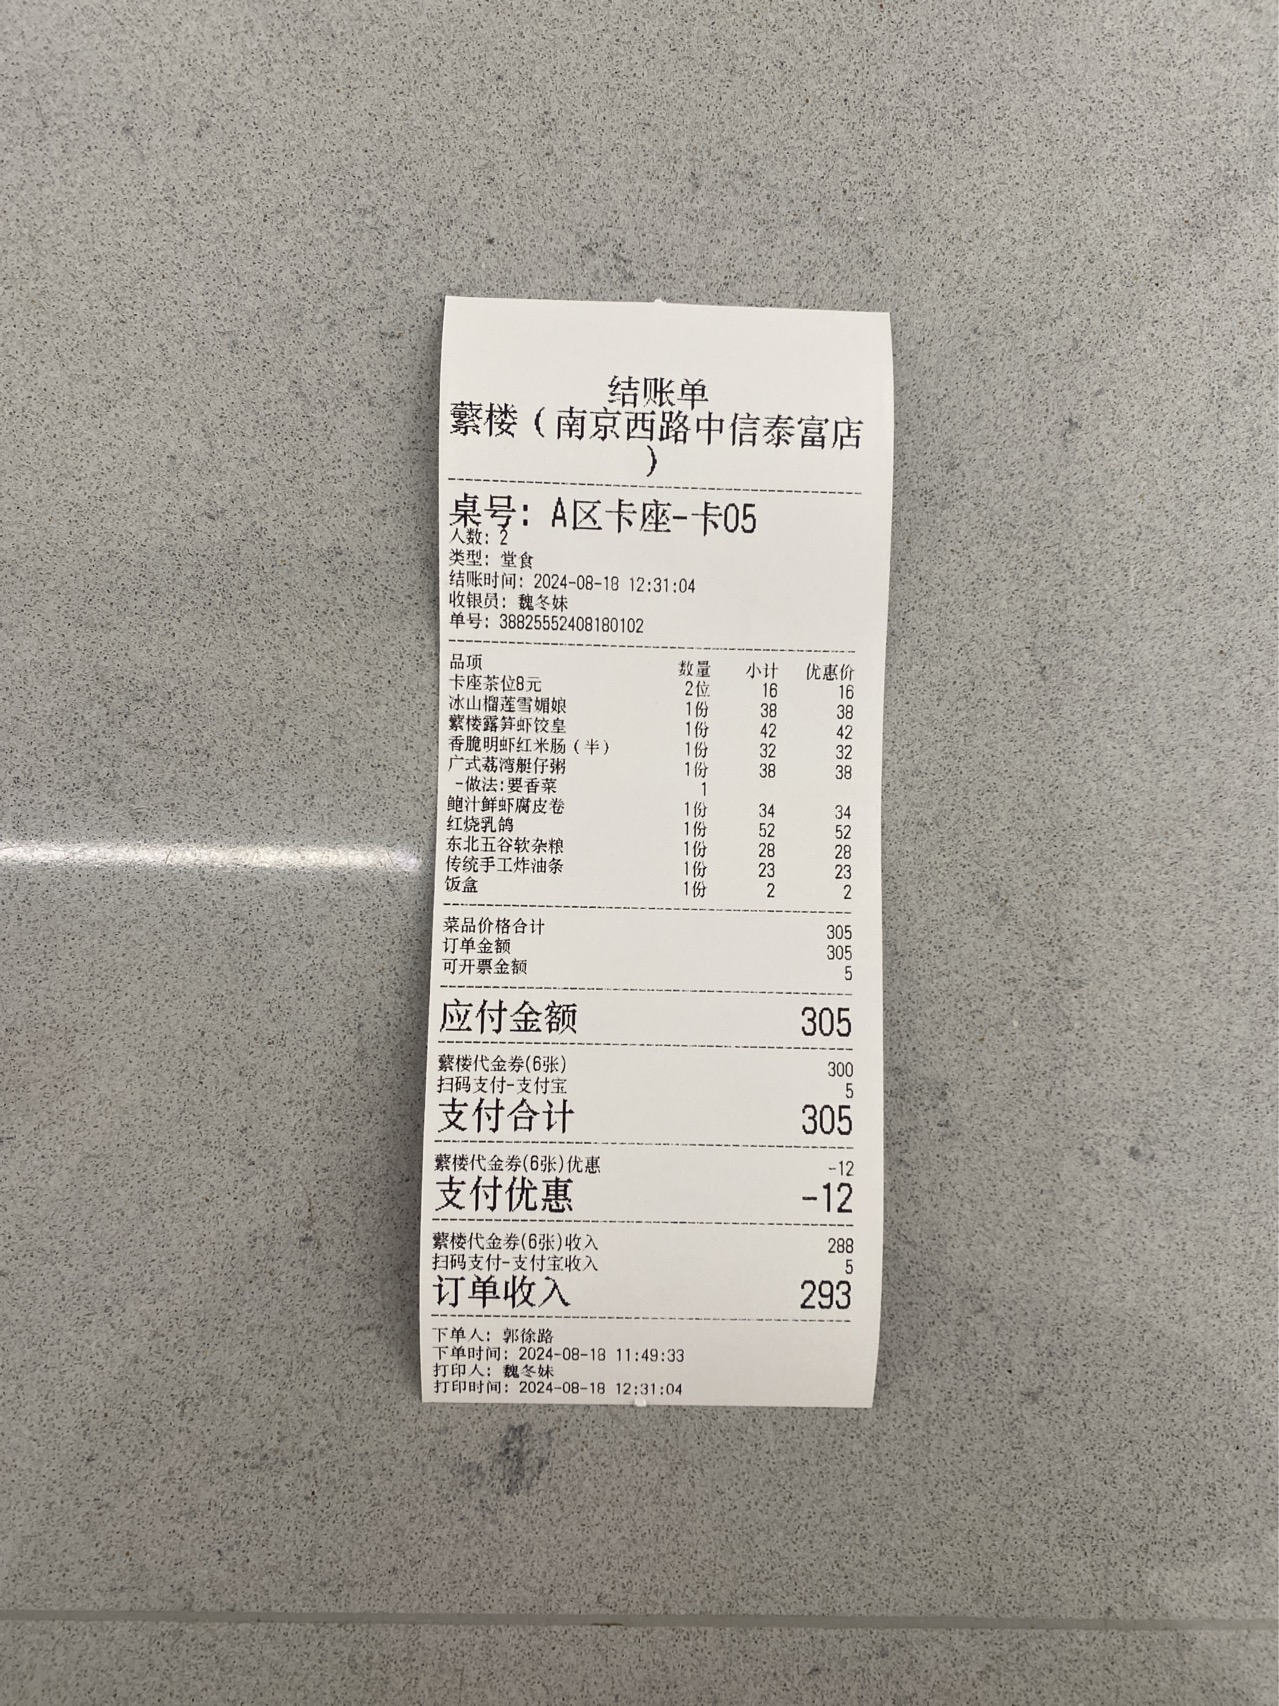 结账单
蘩楼（南京西路中信泰富店
）
桌号: A区卡座-卡05
人数: 2
类型: 堂食
结账时间: 2024-08-18 12:31:04
收银员: 魏冬妹
单号: 38825552408180102
品项 数量 小计 优惠价
卡座茶位8元 2位 16 16
冰山榴莲雪媚娘 1份 38 38
蘩楼露笋虾饺皇 1份 42 42
香脆明虾红米肠（半） 1份 32 32
广式荔湾艇仔粥 1份 38 38
-做法:要香菜 1
鲍汁鲜虾腐皮卷 1份 34 34
红烧乳鸽 1份 52 52
东北五谷软杂粮 1份 28 28
传统手工炸油条 1份 23 23
饭盒 1份 2 2
菜品价格合计 305
订单金额 305
可开票金额 5
应付金额 305
蘩楼代金券(6张) 300
扫码支付-支付宝 5
支付合计 305
蘩楼代金券(6张)优惠 -12
支付优惠 -12
蘩楼代金券(6张)收入 288
扫码支付-支付宝收入 5
订单收入 293
下单人: 郭徐路
下单时间: 2024-08-18 11:49:33
打印人: 魏冬妹
打印时间: 2024-08-18 12:31:04